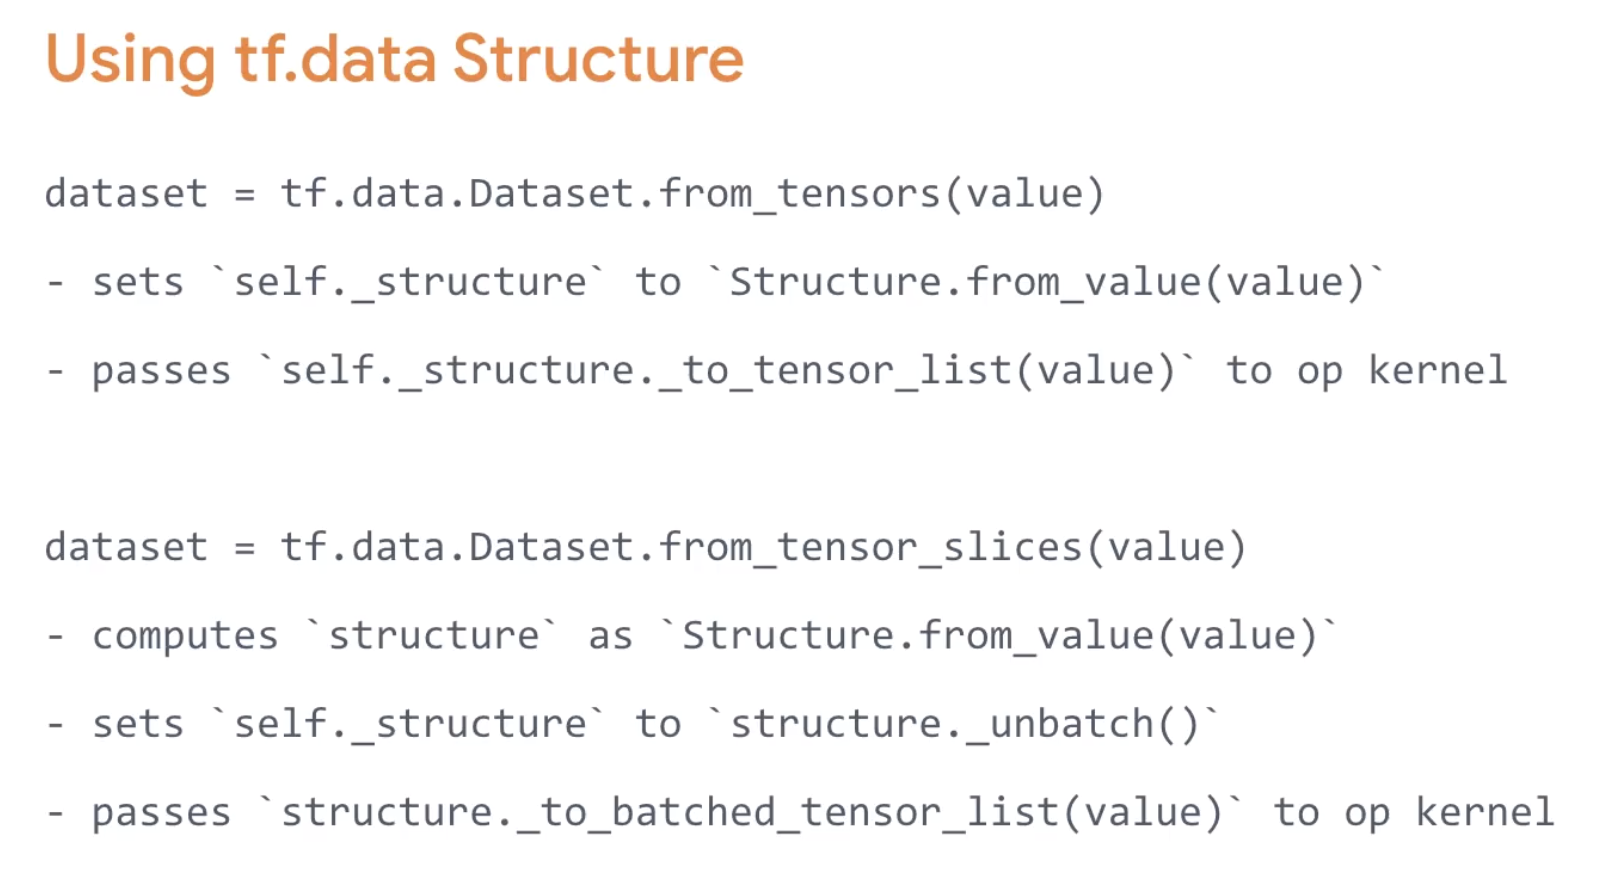 Using tf.data Structure
dataset = tf.data.Dataset.from_tensors(value)
- sets `self._structure` to `Structure.from_value(value)`
- passes `self._structure._to_tensor_list(value)` to op kernel
dataset = tf.data.Dataset.from_tensor_slices(value)
- computes `structure` as `Structure.from_value(value)`
- sets `self._structure` to `structure._unbatch()`
- passes `structure._to_batched_tensor_list(value)` to op kernel